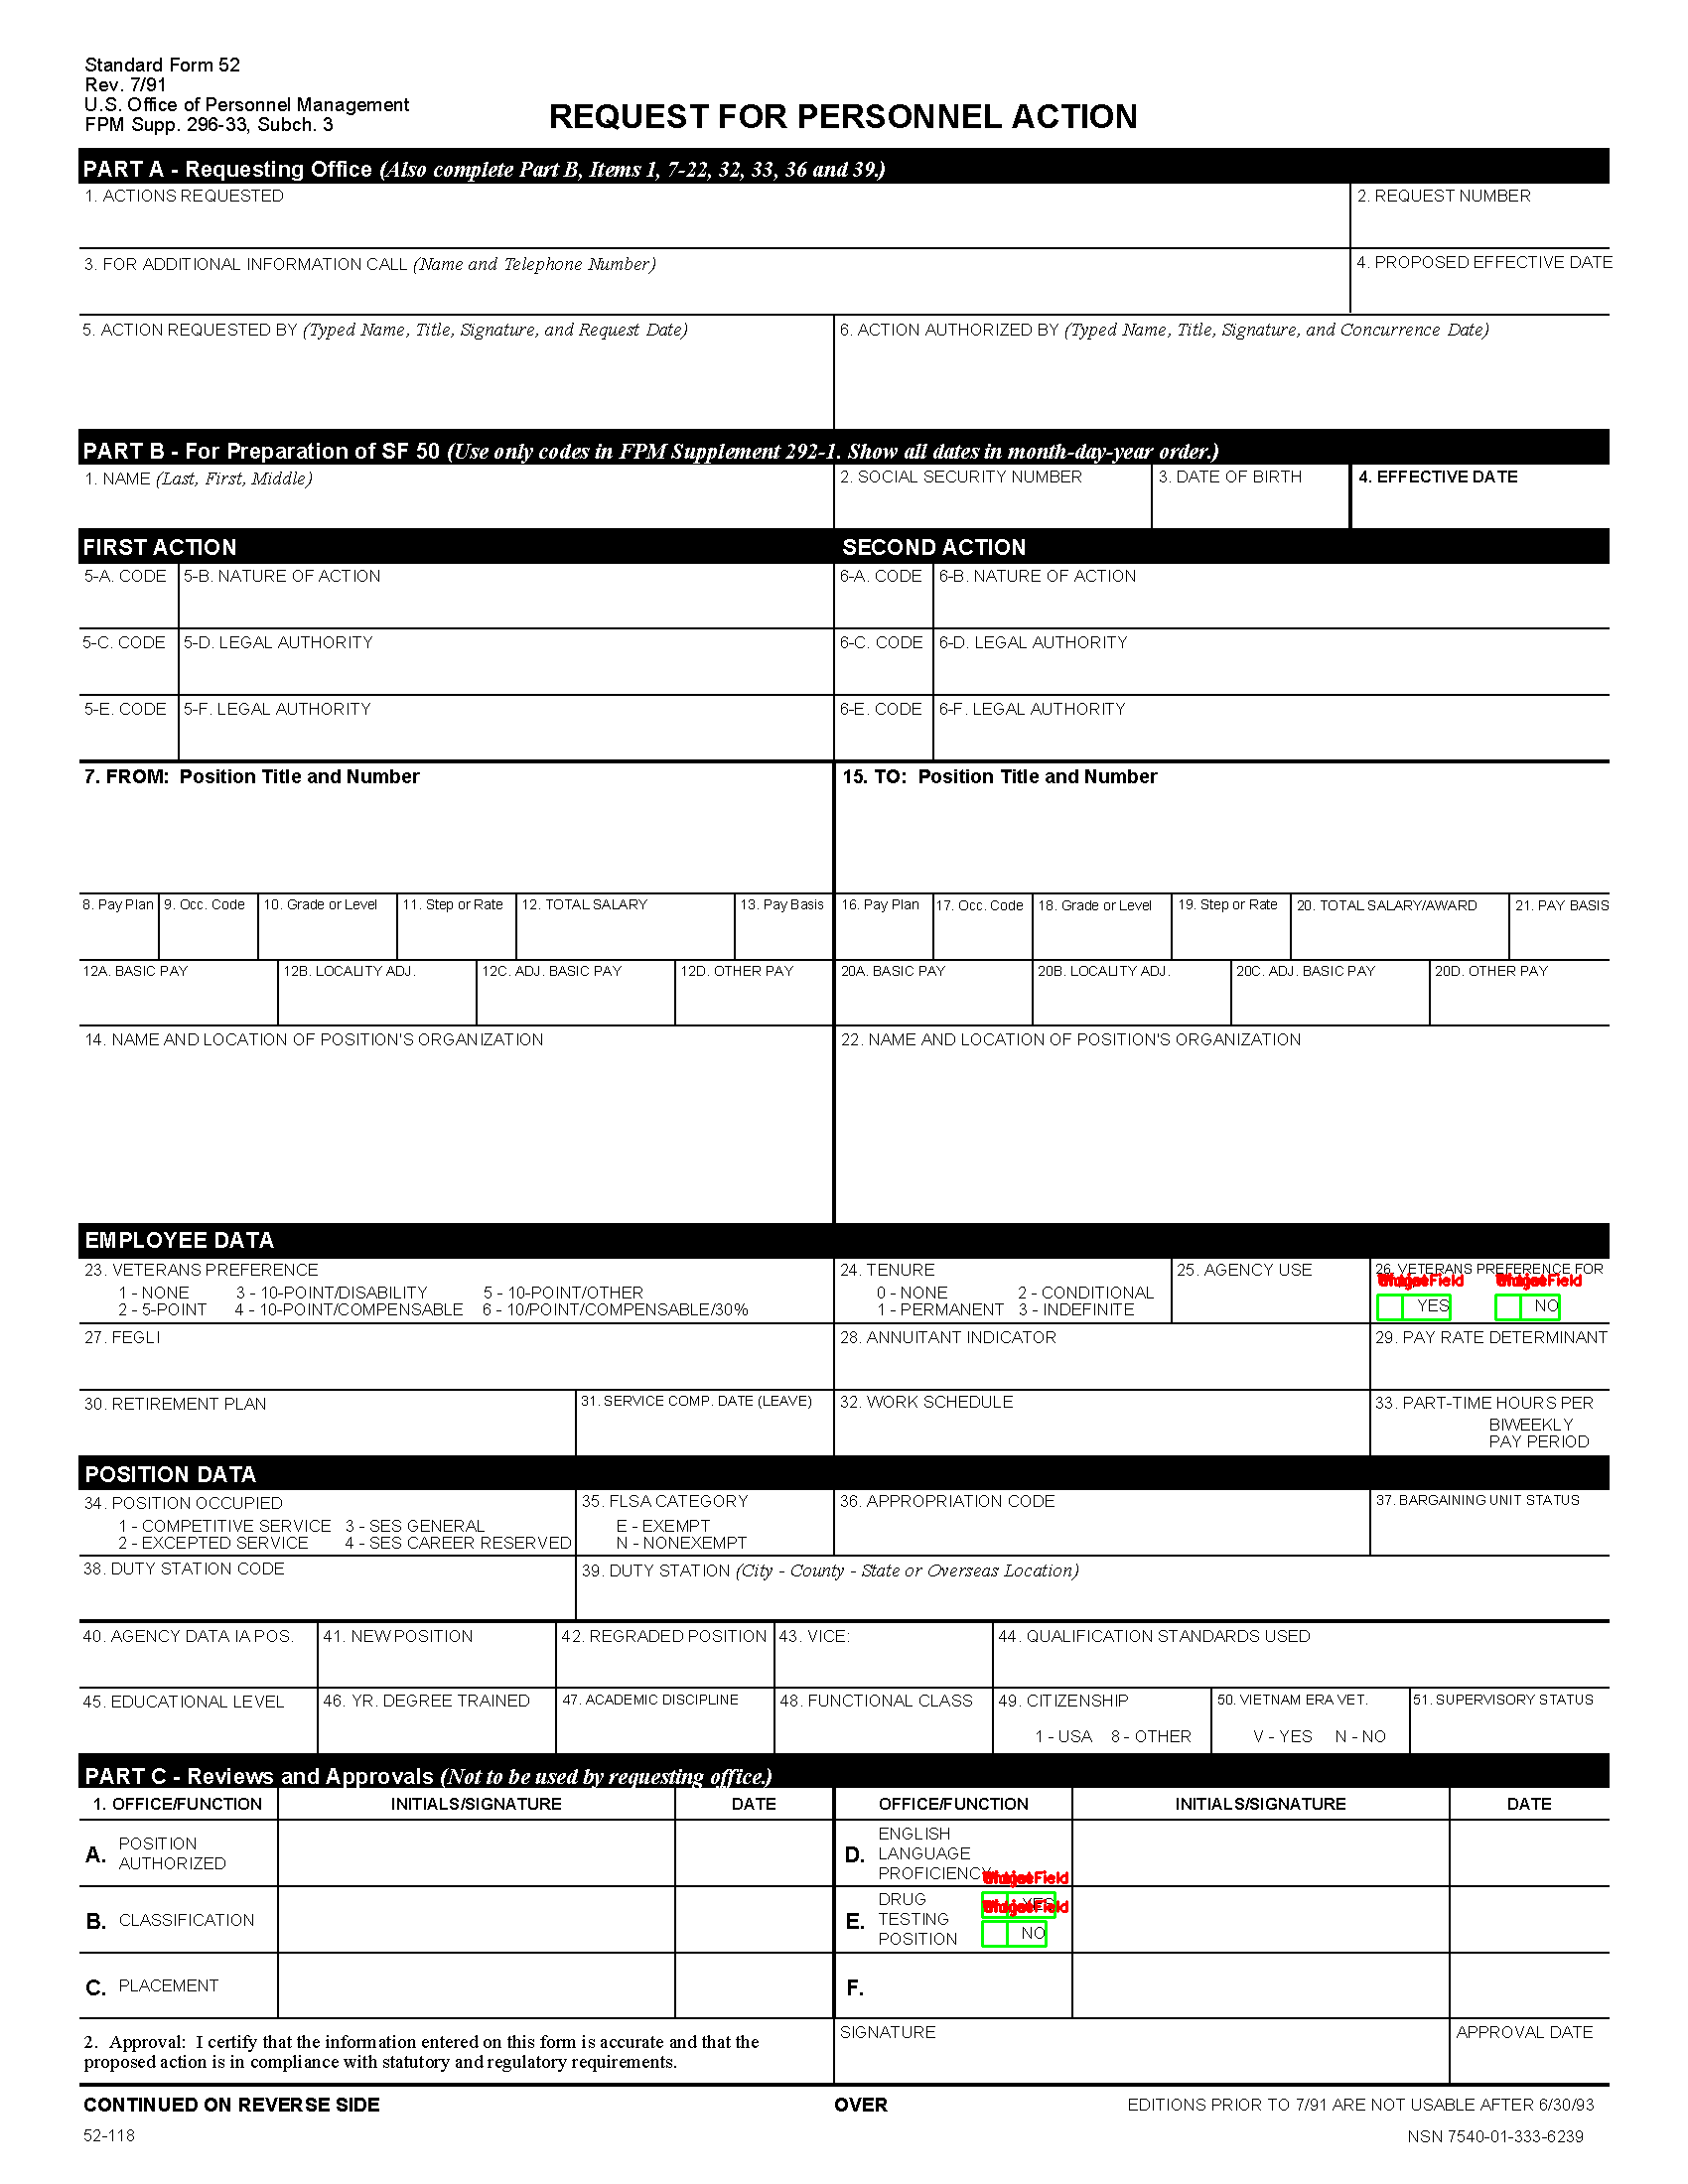 Standard Form 52
Rev. 7/91
U.S. Office of Personnel Management
FPM Supp. 296-33, Subch. 3
REQUEST FOR PERSONNEL ACTION
PART A - Requesting Office (Also complete Part B, Items 1, 7-22, 32, 33, 36 and 39.)
1. ACTIONS REQUESTED
2. REQUEST NUMBER
3. FOR ADDITIONAL INFORMATION CALL (Name and Telephone Number)
4. PROPOSED EFFECTIVE DATE
5. ACTION REQUESTED BY (Typed Name, Title, Signature, and Request Date)
6. ACTION AUTHORIZED BY (Typed Name, Title, Signature, and Concurrence Date)
PART B - For Preparation of SF 50 (Use only codes in FPM Supplement 292-1. Show all dates in month-day-year order.)
1. NAME (Last, First, Middle)
2. SOCIAL SECURITY NUMBER
3. DATE OF BIRTH
4. EFFECTIVE DATE
FIRST ACTION
SECOND ACTION
5-A. CODE
5-B. NATURE OF ACTION
6-A. CODE
6-B. NATURE OF ACTION
5-C. CODE
5-D. LEGAL AUTHORITY
6-C. CODE
6-D. LEGAL AUTHORITY
5-E. CODE
5-F. LEGAL AUTHORITY
6-E. CODE
6-F. LEGAL AUTHORITY
7. FROM: Position Title and Number
15. TO: Position Title and Number
8. Pay Plan
9. Occ. Code
10. Grade or Level
11. Step or Rate
12. TOTAL SALARY
13. Pay Basis
16. Pay Plan
17. Occ. Code
18. Grade or Level
19. Step or Rate
20. TOTAL SALARY/AWARD
21. PAY BASIS
12A. BASIC PAY
12B. LOCALITY ADJ.
12C. ADJ. BASIC PAY
12D. OTHER PAY
20A. BASIC PAY
20B. LOCALITY ADJ.
20C. ADJ. BASIC PAY
20D. OTHER PAY
14. NAME AND LOCATION OF POSITION'S ORGANIZATION
22. NAME AND LOCATION OF POSITION'S ORGANIZATION
EMPLOYEE DATA
23. VETERANS PREFERENCE
1 - NONE 3 - 10-POINT/DISABILITY 5 - 10-POINT/OTHER
2 - 5-POINT 4 - 10-POINT/COMPENSABLE 6 - 10/POINT/COMPENSABLE/30%
24. TENURE
0 - NONE 2 - CONDITIONAL
1 - PERMANENT 3 - INDEFINITE
25. AGENCY USE
26. VETERANS PREFERENCE FOR
Field
Field
YES
NO
27. FEGLI
28. ANNUITANT INDICATOR
29. PAY RATE DETERMINANT
30. RETIREMENT PLAN
31. SERVICE COMP. DATE (LEAVE)
32. WORK SCHEDULE
33. PART-TIME HOURS PER
BIWEEKLY
PAY PERIOD
POSITION DATA
34. POSITION OCCUPIED
1 - COMPETITIVE SERVICE 3 - SES GENERAL
2 - EXCEPTED SERVICE 4 - SES CAREER RESERVED
35. FLSA CATEGORY
E - EXEMPT
N - NONEXEMPT
36. APPROPRIATION CODE
37. BARGAINING UNIT STATUS
38. DUTY STATION CODE
39. DUTY STATION (City - County - State or Overseas Location)
40. AGENCY DATA IA POS.
41. NEW POSITION
42. REGRADED POSITION
43. VICE:
44. QUALIFICATION STANDARDS USED
45. EDUCATIONAL LEVEL
46. YR. DEGREE TRAINED
47. ACADEMIC DISCIPLINE
48. FUNCTIONAL CLASS
49. CITIZENSHIP
1 - USA 8 - OTHER
50. VIETNAM ERA VET.
V - YES N - NO
51. SUPERVISORY STATUS
PART C - Reviews and Approvals (Not to be used by requesting office.)
1. OFFICE/FUNCTION
INITIALS/SIGNATURE
DATE
OFFICE/FUNCTION
INITIALS/SIGNATURE
DATE
A. POSITION
AUTHORIZED
D. ENGLISH
LANGUAGE
PROFICIENCY
Field
B. CLASSIFICATION
E. DRUG
TESTING
POSITION
YES
Field
NO
C. PLACEMENT
F.
2. Approval: I certify that the information entered on this form is accurate and that the
proposed action is in compliance with statutory and regulatory requirements.
SIGNATURE
APPROVAL DATE
CONTINUED ON REVERSE SIDE
OVER
EDITIONS PRIOR TO 7/91 ARE NOT USABLE AFTER 6/30/93
52-118
NSN 7540-01-333-6239